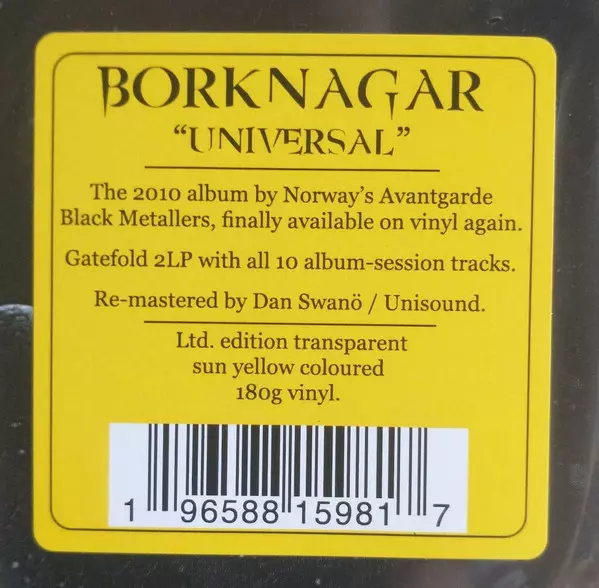 BORKNAGAR
“UNIVERSAL”
The 2010 album by Norway’s Avantgarde
Black Metallers, finally available on vinyl again.
Gatefold 2LP with all 10 album-session tracks.
Re-mastered by Dan Swanö / Unisound.
Ltd. edition transparent
sun yellow coloured
180g vinyl.
1 96588 15981 7